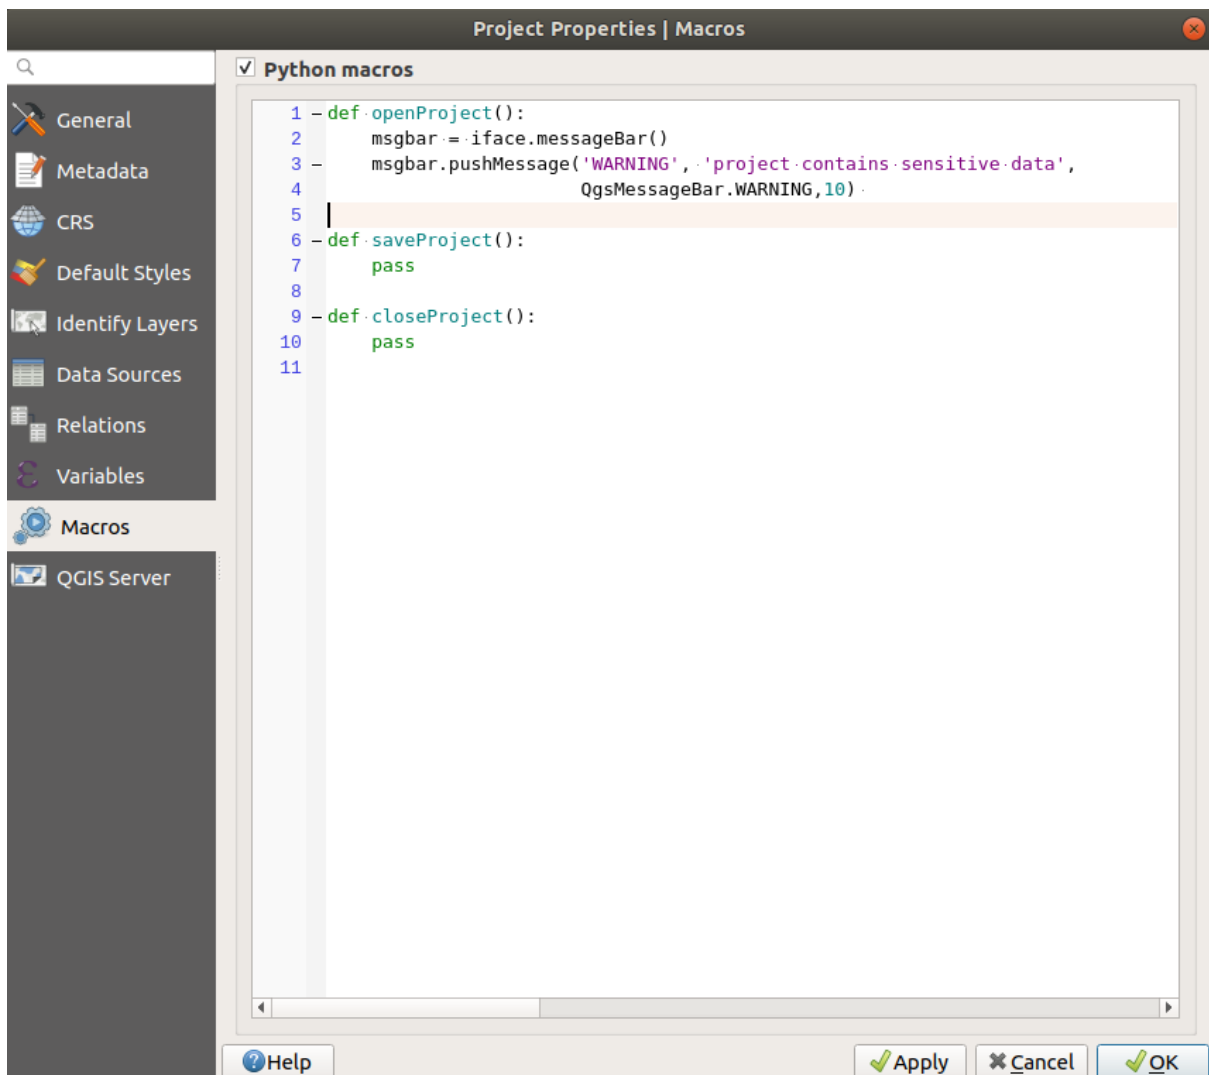 Project Properties | Macros
Python macros
General
Metadata
CRS
Default Styles
Identify Layers
Data Sources
Relations
Variables
Macros
QGIS Server
1 def openProject():
2     msgbar = iface.messageBar()
3     msgbar.pushMessage('WARNING', 'project contains sensitive data',
4                        QgsMessageBar.WARNING,10)
5
6 def saveProject():
7     pass
8
9 def closeProject():
10     pass
11
Help
Apply
Cancel
OK